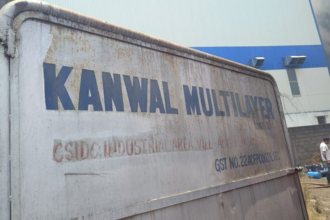 KANWAL MULTILAYER
CSIDC, INDUSTRIAL AREA,
GST NO.